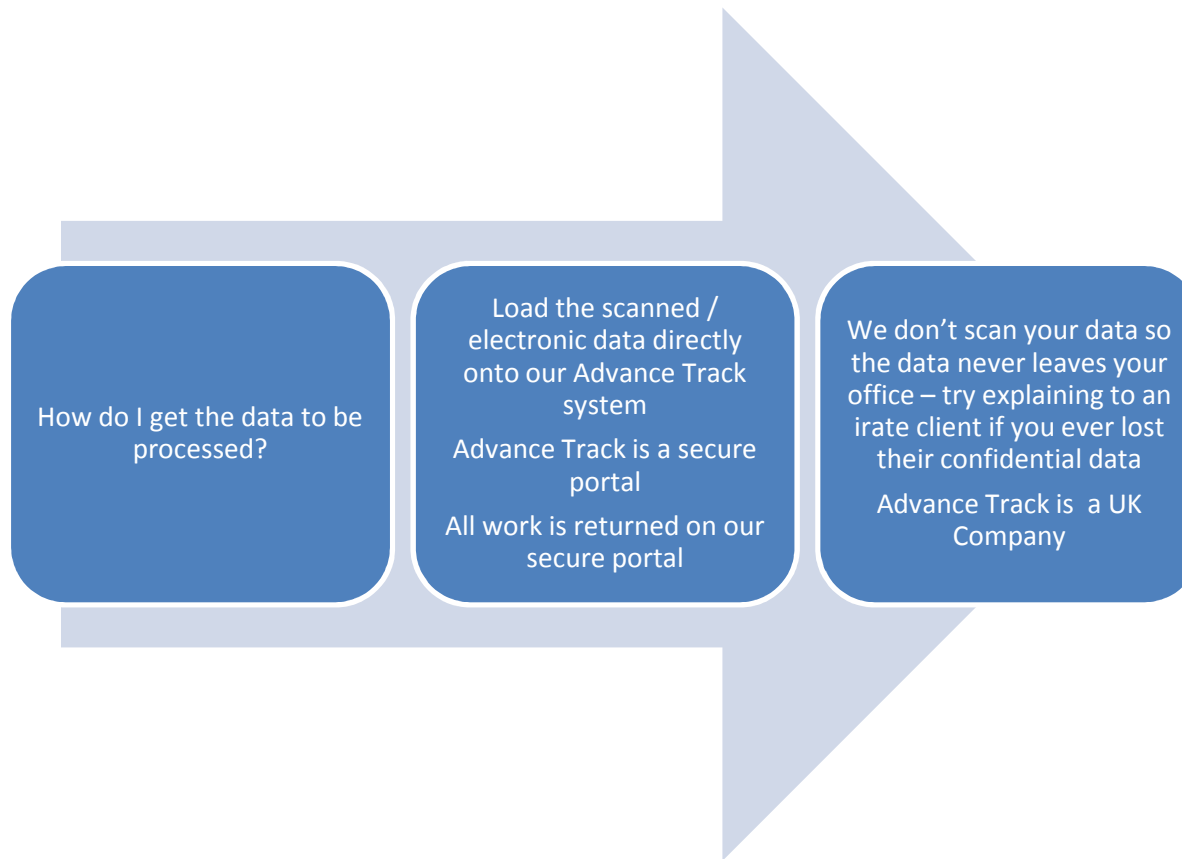 How do I get the data to be
processed?
Load the scanned /
electronic data directly
onto our Advance Track
system
Advance Track is a secure
portal
All work is returned on our
secure portal
We don’t scan your data so
the data never leaves your
office – try explaining to an
irate client if you ever lost
their confidential data
Advance Track is  a UK
Company